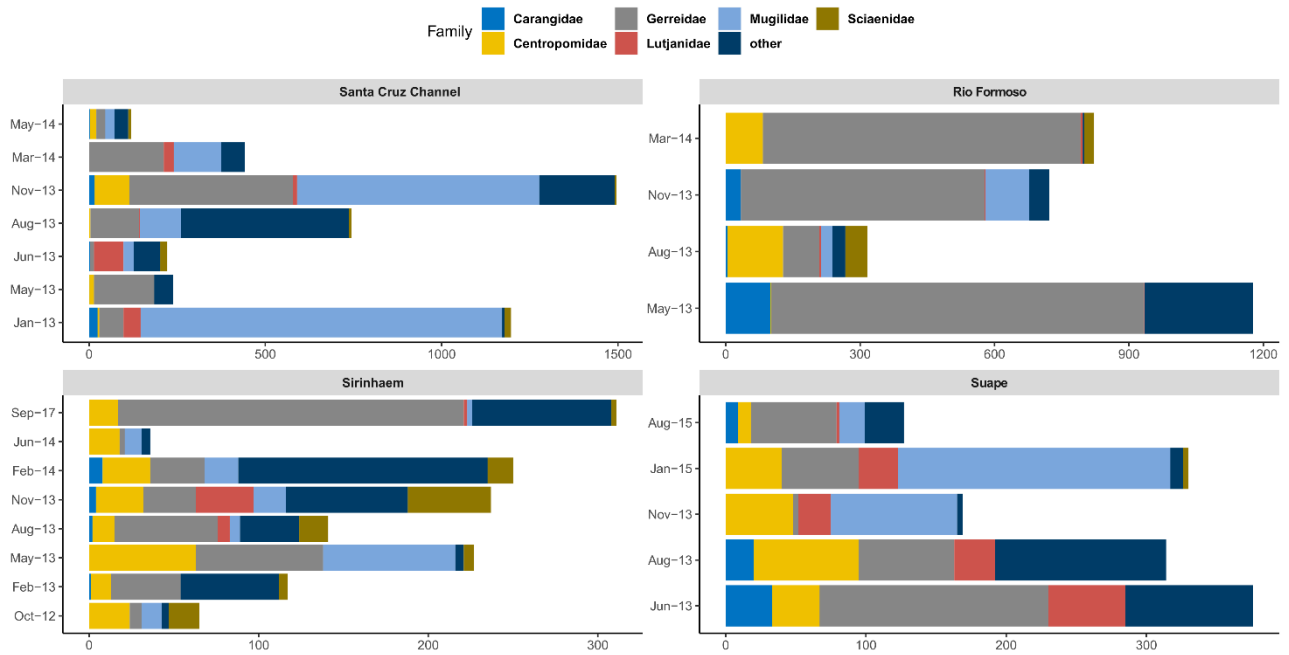 Family
Carangidae
Gerreidae
Mugilidae
Sciaenidae
Centropomidae
Lutjanidae
other
Santa Cruz Channel
May-14
Mar-14
Nov-13
Aug-13
Jun-13
May-13
Jan-13
0 500 1000 1500
Rio Formoso
Mar-14
Nov-13
Aug-13
May-13
0 300 600 900 1200
Sirinhaem
Sep-17
Jun-14
Feb-14
Nov-13
Aug-13
May-13
Feb-13
Oct-12
0 100 200 300
Suape
Aug-15
Jan-15
Nov-13
Aug-13
Jun-13
0 100 200 300